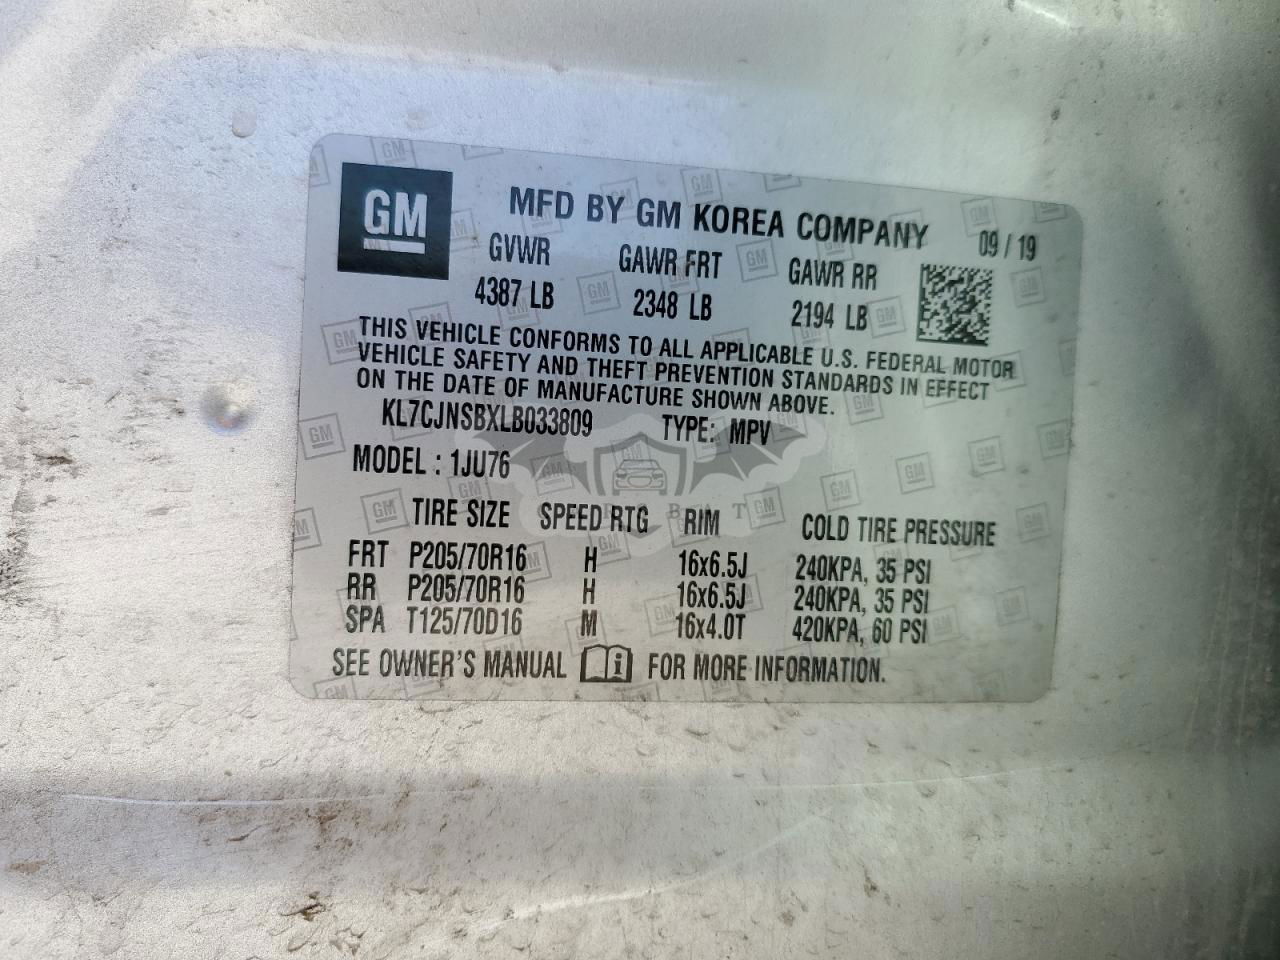 GM
MFD BY GM KOREA COMPANY 09 / 19
GVWR GAWR FRT GAWR RR
4387 LB 2348 LB 2194 LB
THIS VEHICLE CONFORMS TO ALL APPLICABLE U.S. FEDERAL MOTOR
VEHICLE SAFETY AND THEFT PREVENTION STANDARDS IN EFFECT
ON THE DATE OF MANUFACTURE SHOWN ABOVE.
KL7CJNSBXLB033809 TYPE: MPV
MODEL : 1JU76
TIRE SIZE SPEED RTG RIM COLD TIRE PRESSURE
FRT P205/70R16 H 16x6.5J 240KPA, 35 PSI
RR P205/70R16 H 16x6.5J 240KPA, 35 PSI
SPA T125/70D16 M 16x4.0T 420KPA, 60 PSI
SEE OWNER'S MANUAL i FOR MORE INFORMATION.